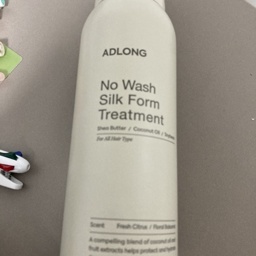 ADLONG
No Wash
Silk Form
Treatment
Shea Butter / Coconut Oil /
For All Hair Type
Scent Fresh Citrus / Floral
A compelling blend of coconut oil
fruit extracts helps protect and